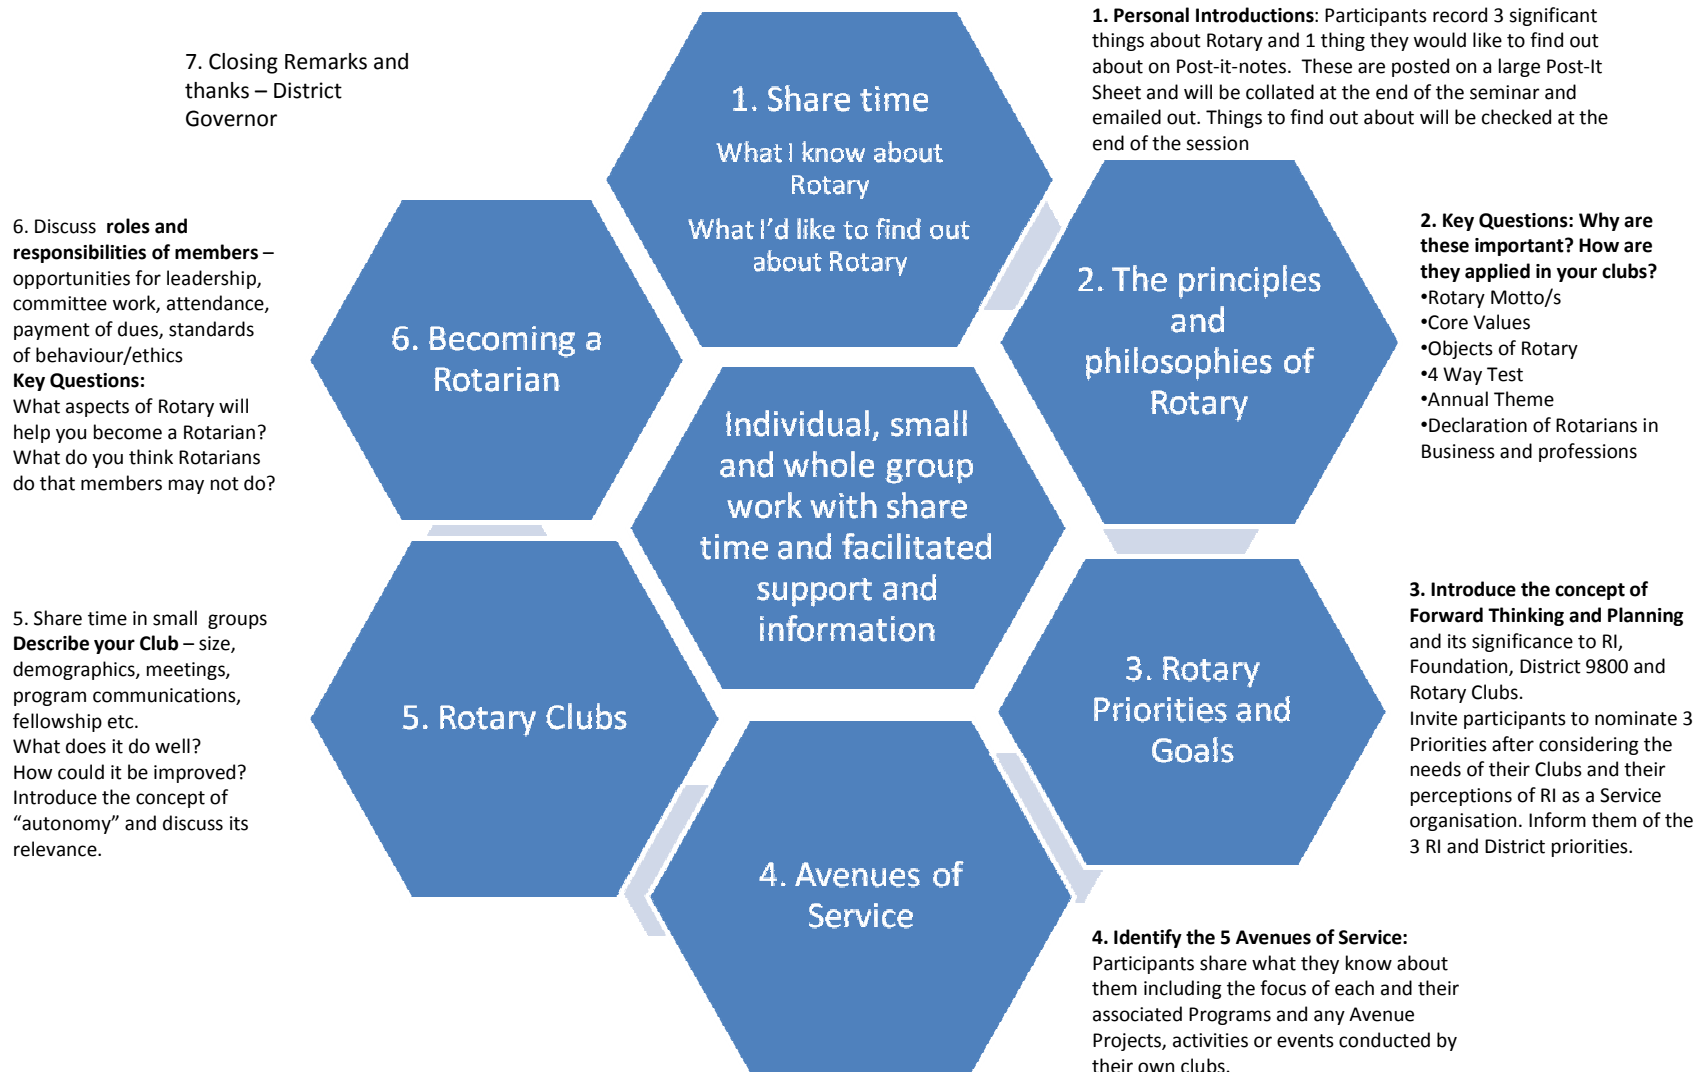 1. Share time
What I know about
Rotary
What I'd like to find out
about Rotary
1. Personal Introductions: Participants record 3 significant
things about Rotary and 1 thing they would like to find out
about on Post-it-notes.  These are posted on a large Post-It
Sheet and will be collated at the end of the seminar and
emailed out. Things to find out about will be checked at the
end of the session
2. The principles
and
philosophies of
Rotary
2. Key Questions: Why are
these important? How are
they applied in your clubs?
•Rotary Motto/s
•Core Values
•Objects of Rotary
•4 Way Test
•Annual Theme
•Declaration of Rotarians in
Business and professions
3. Rotary
Priorities and
Goals
3. Introduce the concept of
Forward Thinking and Planning
and its significance to RI,
Foundation, District 9800 and
Rotary Clubs.
Invite participants to nominate 3
Priorities after considering the
needs of their Clubs and their
perceptions of RI as a Service
organisation. Inform them of the
3 RI and District priorities.
4. Avenues of
Service
4. Identify the 5 Avenues of Service:
Participants share what they know about
them including the focus of each and their
associated Programs and any Avenue
Projects, activities or events conducted by
their own clubs.
5. Rotary Clubs
5. Share time in small  groups
Describe your Club – size,
demographics, meetings,
program communications,
fellowship etc.
What does it do well?
How could it be improved?
Introduce the concept of
“autonomy” and discuss its
relevance.
6. Becoming a
Rotarian
6. Discuss  roles and
responsibilities of members –
opportunities for leadership,
committee work, attendance,
payment of dues, standards
of behaviour/ethics
Key Questions:
What aspects of Rotary will
help you become a Rotarian?
What do you think Rotarians
do that members may not do?
7. Closing Remarks and
thanks – District
Governor
Individual, small
and whole group
work with share
time and facilitated
support and
information